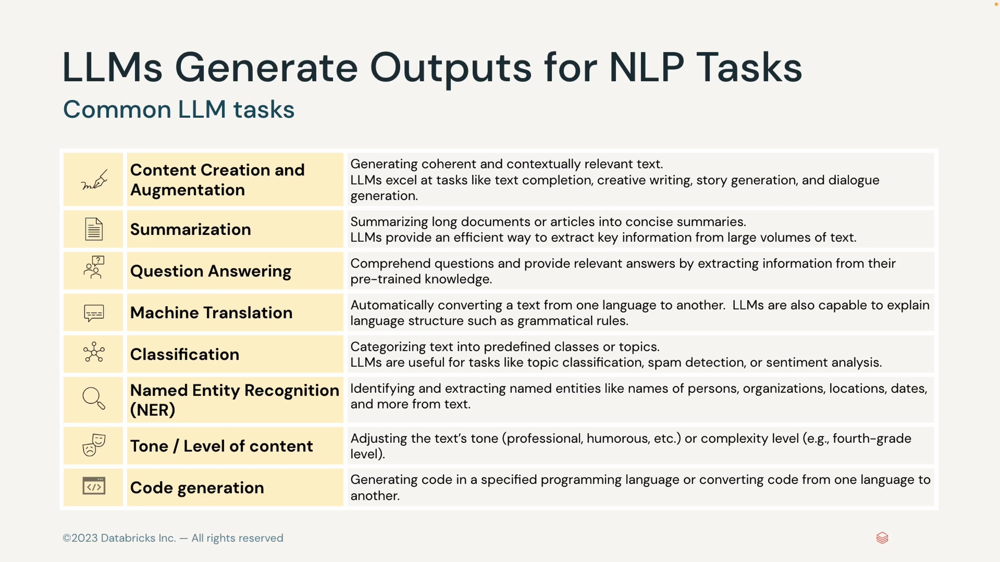 LLMs Generate Outputs for NLP Tasks
Common LLM tasks
Content Creation and
Augmentation
Generating coherent and contextually relevant text.
LLMs excel at tasks like text completion, creative writing, story generation, and dialogue
generation.
Summarization
Summarizing long documents or articles into concise summaries.
LLMs provide an efficient way to extract key information from large volumes of text.
Question Answering
Comprehend questions and provide relevant answers by extracting information from their
pre-trained knowledge.
Machine Translation
Automatically converting a text from one language to another.  LLMs are also capable to explain
language structure such as grammatical rules.
Classification
Categorizing text into predefined classes or topics.
LLMs are useful for tasks like topic classification, spam detection, or sentiment analysis.
Named Entity Recognition
(NER)
Identifying and extracting named entities like names of persons, organizations, locations, dates,
and more from text.
Tone / Level of content
Adjusting the text’s tone (professional, humorous, etc.) or complexity level (e.g., fourth-grade
level).
Code generation
Generating code in a specified programming language or converting code from one language to
another.
©2023 Databricks Inc. — All rights reserved